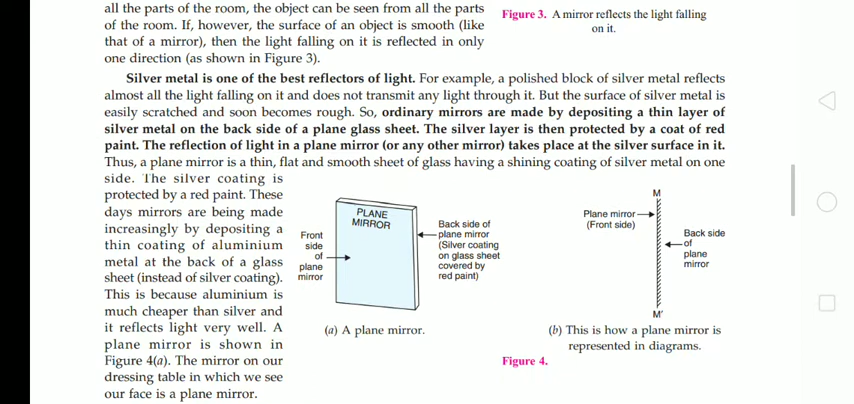 all the parts of the room, the object can be seen from all the parts
of the room. If, however, the surface of an object is smooth (like
that of a mirror), then the light falling on it is reflected in only
one direction (as shown in Figure 3).
Figure 3. A mirror reflects the light falling
on it.
Silver metal is one of the best reflectors of light. For example, a polished block of silver metal reflects
almost all the light falling on it and does not transmit any light through it. But the surface of silver metal is
easily scratched and soon becomes rough. So, ordinary mirrors are made by depositing a thin layer of
silver metal on the back side of a plane glass sheet. The silver layer is then protected by a coat of red
paint. The reflection of light in a plane mirror (or any other mirror) takes place at the silver surface in it.
Thus, a plane mirror is a thin, flat and smooth sheet of glass having a shining coating of silver metal on one
side. The silver coating is
protected by a red paint. These
days mirrors are being made
increasingly by depositing a
thin coating of aluminium
metal at the back of a glass
sheet (instead of silver coating).
This is because aluminium is
much cheaper than silver and
it reflects light very well. A
plane mirror is shown in
Figure 4(a). The mirror on our
dressing table in which we see
our face is a plane mirror.
PLANE
MIRROR
Front
side
of
plane
mirror
Back side of
plane mirror
(Silver coating
on glass sheet
covered by
red paint)
(a) A plane mirror.
M
Plane mirror
(Front side)
Back side
of
plane
mirror
M'
(b) This is how a plane mirror is
represented in diagrams.
Figure 4.